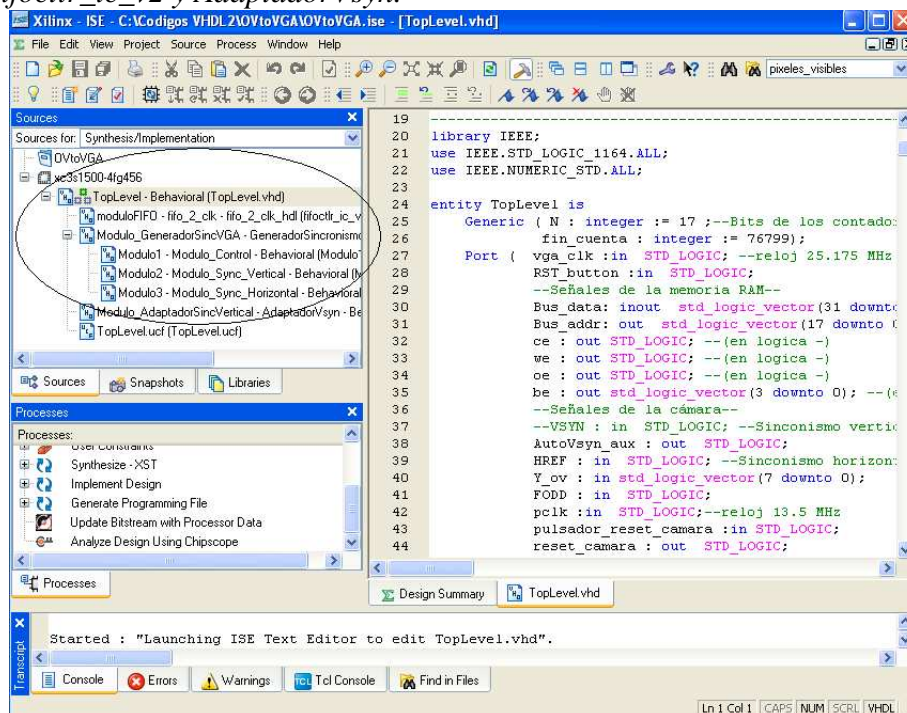 ifoctlr_ic_v2 y AdaptadorVsyn.
Xilinx - ISE - C:\Codigos VHDL2\OVtoVGA\OVtoVGA.ise - [TopLevel.vhd]
File Edit View Project Source Process Window Help
pixeles_visibles
Sources
Sources for: Synthesis/Implementation
OVtoVGA
xc3s1500-4fg456
TopLevel - Behavioral (TopLevel.vhd)
moduloFIFO - fifo_2_clk - fifo_2_clk_hdl (fifoctlr_ic_v
Modulo_GeneradorSincVGA - GeneradorSincronismo
Modulo1 - Modulo_Control - Behavioral (Modulo
Modulo2 - Modulo_Sync_Vertical - Behavioral (M
Modulo3 - Modulo_Sync_Horizontal - Behavioral
Modulo_AdaptadorSincVertical - AdaptadorVsyn - Be
TopLevel.ucf (TopLevel.ucf)
Sources Snapshots Libraries
Processes
Processes:
User Constraints
Synthesize - XST
Implement Design
Generate Programming File
Update Bitstream with Processor Data
Analyze Design Using Chipscope
Processes
19 ----------------------------------------------------------
20 library IEEE;
21 use IEEE.STD_LOGIC_1164.ALL;
22 use IEEE.NUMERIC_STD.ALL;
23
24 entity TopLevel is
25 Generic ( N : integer := 17 ;--Bits de los contado
26 fin_cuenta : integer := 76799);
27 Port ( vga_clk :in STD_LOGIC; --reloj 25.175 MHz
28 RST_button :in STD_LOGIC;
29 --Señales de la memoria RAM--
30 Bus_data: inout std_logic_vector(31 downt
31 Bus_addr: out std_logic_vector(17 downto
32 ce : out STD_LOGIC; --(en logica -)
33 we : out STD_LOGIC; --(en logica -)
34 oe : out STD_LOGIC; --(en logica -)
35 be : out std_logic_vector(3 downto 0); --(e
36 --Señales de la cámara--
37 --VSYN : in STD_LOGIC; --Sinconismo vertic
38 AutoVsyn_aux : out STD_LOGIC;
39 HREF : in STD_LOGIC; --Sinconismo horizon
40 Y_ov : in std_logic_vector(7 downto 0);
41 FODD : in STD_LOGIC;
42 pclk :in STD_LOGIC;--reloj 13.5 MHz
43 pulsador_reset_camara :in STD_LOGIC;
44 reset_camara : out STD_LOGIC;
Design Summary TopLevel.vhd
Started : "Launching ISE Text Editor to edit TopLevel.vhd".
Transcript
Console Errors Warnings Tcl Console Find in Files
Ln 1 Col 1 CAPS NUM SCRL VHDL